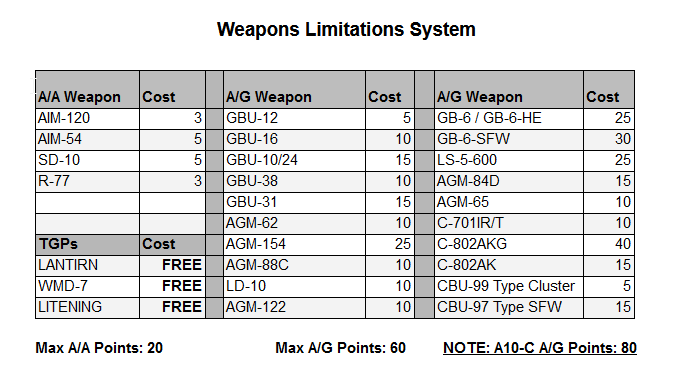 Weapons Limitations System
A/A Weapon Cost A/G Weapon Cost A/G Weapon Cost
AIM-120 3 GBU-12 5 GB-6 / GB-6-HE 25
AIM-54 5 GBU-16 10 GB-6-SFW 30
SD-10 5 GBU-10/24 15 LS-5-600 25
R-77 3 GBU-38 10 AGM-84D 15
GBU-31 15 AGM-65 10
AGM-62 10 C-701IR/T 10
TGPs Cost AGM-154 25 C-802AKG 40
LANTIRN FREE AGM-88C 10 C-802AK 15
WMD-7 FREE LD-10 10 CBU-99 Type Cluster 5
LITENING FREE AGM-122 10 CBU-97 Type SFW 15
Max A/A Points: 20 Max A/G Points: 60 NOTE: A10-C A/G Points: 80